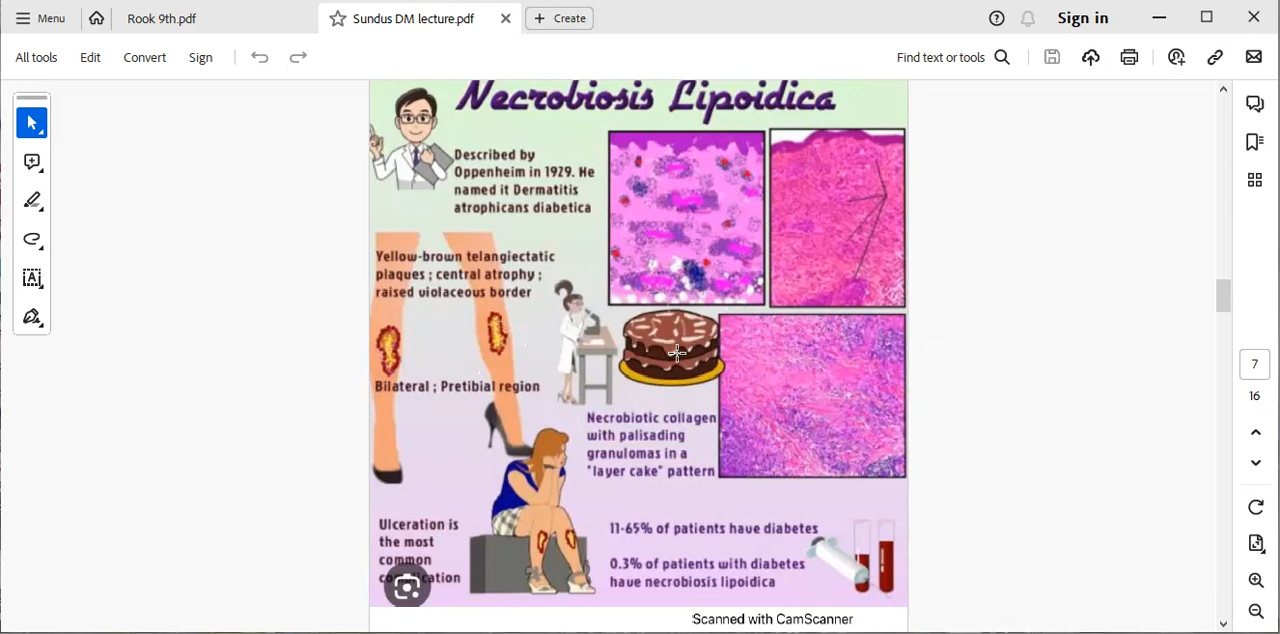 Menu
Rook 9th.pdf
Sundus DM lecture.pdf
Create
Sign in
All tools
Edit
Convert
Sign
Find text or tools
Necrobiosis Lipoidica
Described by
Oppenheim in 1929. He
named it Dermatitis
atrophicans diabetica
Yellow-brown telangiectatic
plaques ; central atrophy ;
raised violaceous border
Bilateral ; Pretibial region
Necrobiotic collagen
with palisading
granulomas in a
"layer cake" pattern
Ulceration is
the most
common
complication
11-65% of patients have diabetes
0.3% of patients with diabetes
have necrobiosis lipoidica
Scanned with CamScanner
7
16